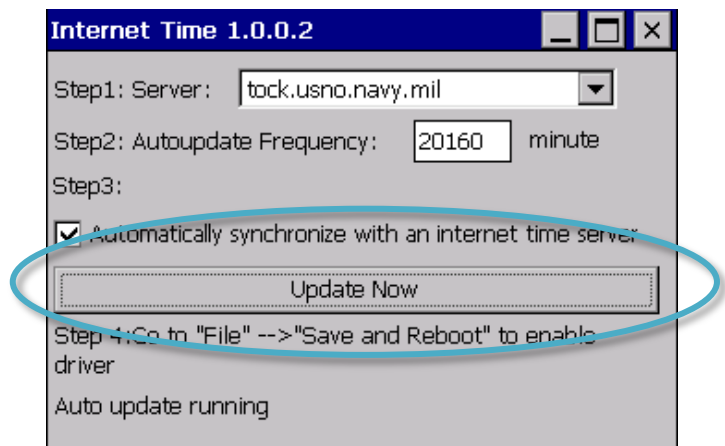 Internet Time 1.0.0.2
Step1: Server: tock.usno.navy.mil
Step2: Autoupdate Frequency: 20160 minute
Step3:
Automatically synchronize with an internet time server
Update Now
Step 4:Go to "File" -->"Save and Reboot" to enable
driver
Auto update running